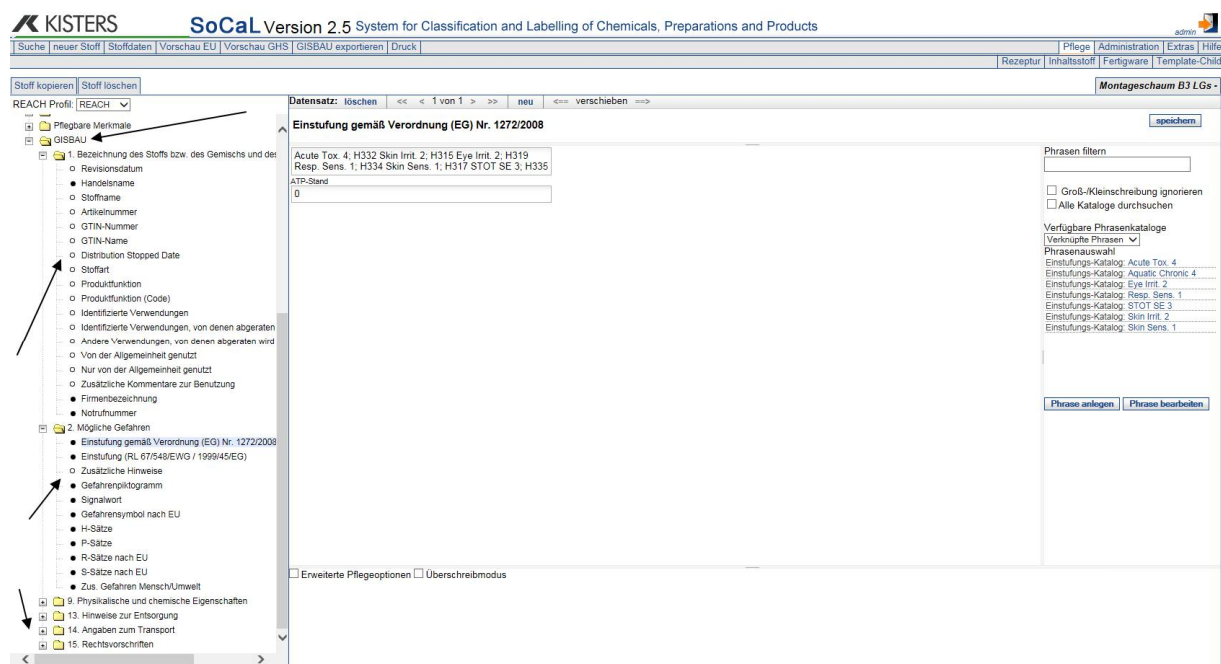 KISTERS
SoCaL Version 2.5 System for Classification and Labelling of Chemicals, Preparations and Products
admin
Suche | neuer Stoff | Stoffdaten | Vorschau EU | Vorschau GHS | GISBAU exportieren | Druck
Pflege | Administration | Extras | Hilfe
Rezeptur | Inhaltsstoff | Fertigware | Template-Child
Stoff kopieren | Stoff löschen
Montageschaum B3 LGs -
REACH Profil: REACH
Pflegbare Merkmale
GISBAU
1. Bezeichnung des Stoffs bzw. des Gemischs und des
Revisionsdatum
Handelsname
Stoffname
Artikelnummer
GTIN-Nummer
GTIN-Name
Distribution Stopped Date
Stoffart
Produktfunktion
Produktfunktion (Code)
Identifizierte Verwendungen
Identifizierte Verwendungen, von denen abgeraten
Andere Verwendungen, von denen abgeraten wird
Von der Allgemeinheit genutzt
Nur von der Allgemeinheit genutzt
Zusätzliche Kommentare zur Benutzung
Firmenbezeichnung
Notrufnummer
2. Mögliche Gefahren
Einstufung gemäß Verordnung (EG) Nr. 1272/2008
Einstufung (RL 67/548/EWG / 1999/45/EG)
Zusätzliche Hinweise
Gefahrenpiktogramm
Signalwort
Gefahrensymbol nach EU
H-Sätze
P-Sätze
R-Sätze nach EU
S-Sätze nach EU
Zus. Gefahren Mensch/Umwelt
9. Physikalische und chemische Eigenschaften
13. Hinweise zur Entsorgung
14. Angaben zum Transport
15. Rechtsvorschriften
Datensatz: löschen | << < 1 von 1 > >> | neu | <== verschieben ==>
Einstufung gemäß Verordnung (EG) Nr. 1272/2008
speichern
Acute Tox. 4; H332 Skin Irrit. 2; H315 Eye Irrit. 2; H319
Resp. Sens. 1; H334 Skin Sens. 1; H317 STOT SE 3; H335
ATP-Stand
0
Phrasen filtern
Groß-/Kleinschreibung ignorieren
Alle Kataloge durchsuchen
Verfügbare Phrasenkataloge
Verknüpfte Phrasen
Phrasenauswahl
Einstufungs-Katalog: Acute Tox. 4
Einstufungs-Katalog: Aquatic Chronic 4
Einstufungs-Katalog: Eye Irrit. 2
Einstufungs-Katalog: Resp. Sens. 1
Einstufungs-Katalog: STOT SE 3
Einstufungs-Katalog: Skin Irrit. 2
Einstufungs-Katalog: Skin Sens. 1
Phrase anlegen Phrase bearbeiten
Erweiterte Pflegeoptionen Überschreibmodus